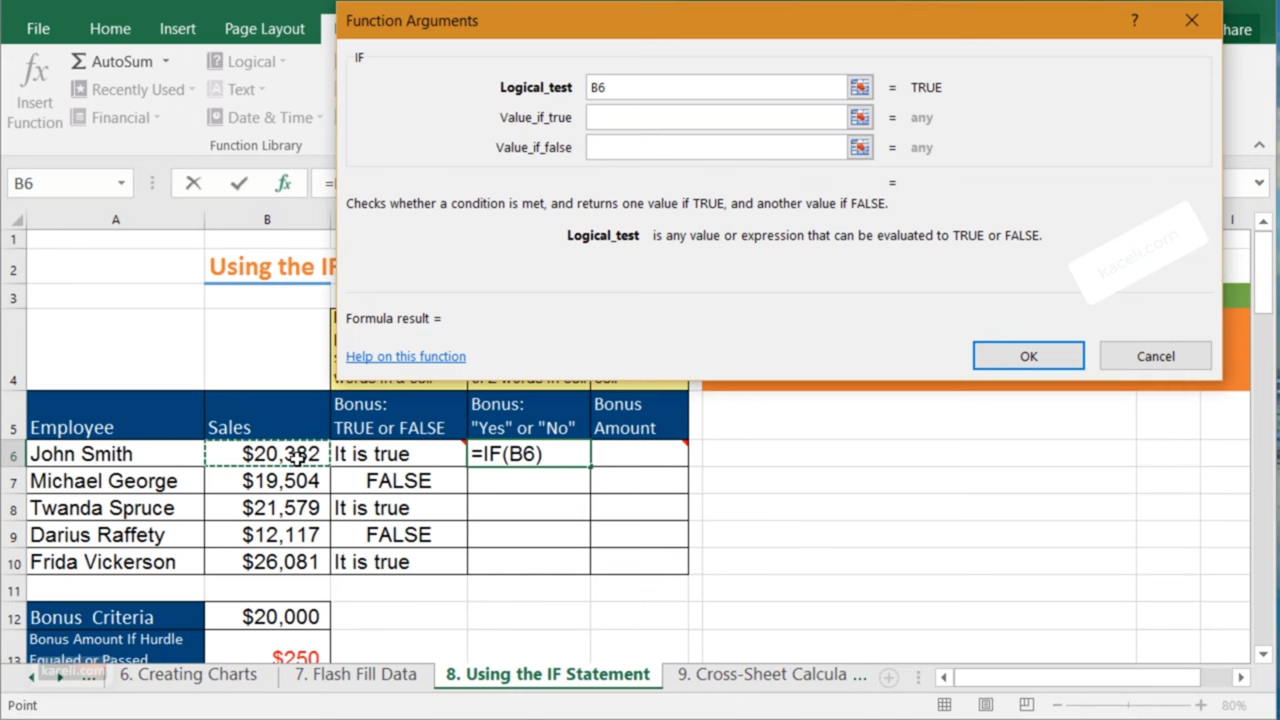 Function Arguments ? ✕
File Home Insert Page Layout hare
IF
fx Insert Function
Σ AutoSum
Recently Used
Financial
Logical
Text
Date & Time
Function Library
Logical_test B6 = TRUE
Value_if_true = any
Value_if_false = any
=
Checks whether a condition is met, and returns one value if TRUE, and another value if FALSE.
Logical_test is any value or expression that can be evaluated to TRUE or FALSE.
kaceli.com
Formula result =
Help on this function OK Cancel
B6 fx =
A B I
1
2 Using the IF
3
4
5 Employee Sales Bonus: TRUE or FALSE Bonus: "Yes" or "No" Bonus Amount
6 John Smith $20,332 It is true =IF(B6)
7 Michael George $19,504 FALSE
8 Twanda Spruce $21,579 It is true
9 Darius Raffety $12,117 FALSE
10 Frida Vickerson $26,081 It is true
11
12 Bonus Criteria $20,000
13 Bonus Amount If Hurdle Equaled or Passed $250
kaceli.com
... 6. Creating Charts 7. Flash Fill Data 8. Using the IF Statement 9. Cross-Sheet Calcula ...
Point 80%